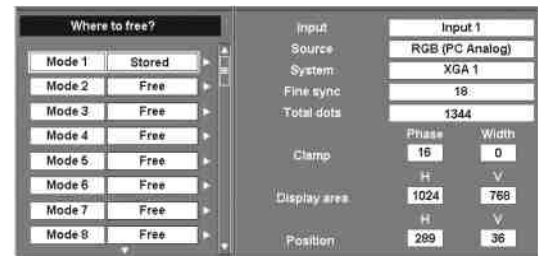 Where to free?
Mode 1 Stored
Mode 2 Free
Mode 3 Free
Mode 4 Free
Mode 5 Free
Mode 6 Free
Mode 7 Free
Mode 8 Free
Input Input 1
Source RGB (PC Analog)
System XGA 1
Fine sync 18
Total dots 1344
Phase Width
Clamp 16 0
H V
Display area 1024 768
H V
Position 289 36